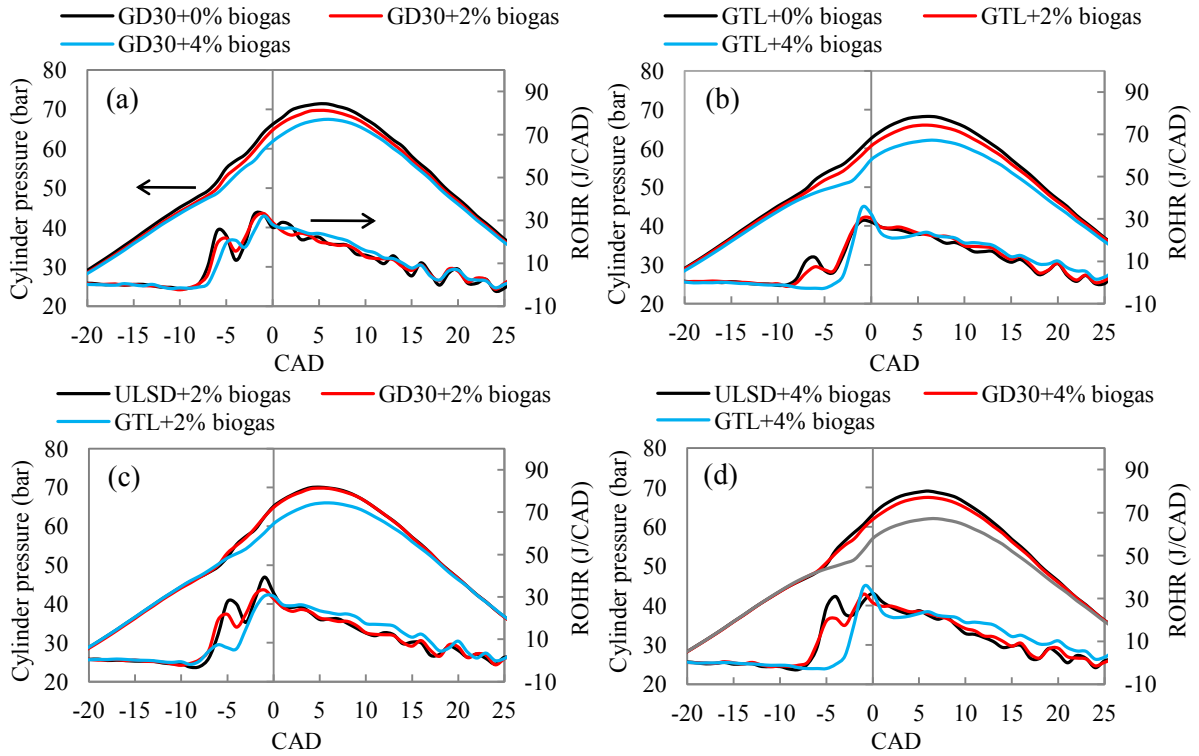 GD30+0% biogas GD30+2% biogas
GD30+4% biogas
(a)
Cylinder pressure (bar)
80
70
60
50
40
30
20
ROHR (J/CAD)
90
70
50
30
10
-10
-20 -15 -10 -5 0 5 10 15 20 25
CAD
GTL+0% biogas GTL+2% biogas
GTL+4% biogas
(b)
Cylinder pressure (bar)
80
70
60
50
40
30
20
ROHR (J/CAD)
90
70
50
30
10
-10
-20 -15 -10 -5 0 5 10 15 20 25
CAD
ULSD+2% biogas GD30+2% biogas
GTL+2% biogas
(c)
Cylinder pressure (bar)
80
70
60
50
40
30
20
ROHR (J/CAD)
90
70
50
30
10
-10
-20 -15 -10 -5 0 5 10 15 20 25
CAD
ULSD+4% biogas GD30+4% biogas
GTL+4% biogas
(d)
Cylinder pressure (bar)
80
70
60
50
40
30
20
ROHR (J/CAD)
90
70
50
30
10
-10
-20 -15 -10 -5 0 5 10 15 20 25
CAD